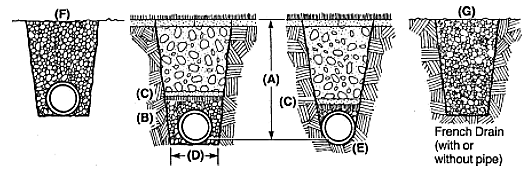 (F)
(G)
(A)
(C)
(C)
(B)
(D)
(E)
French Drain
(with or
without pipe)